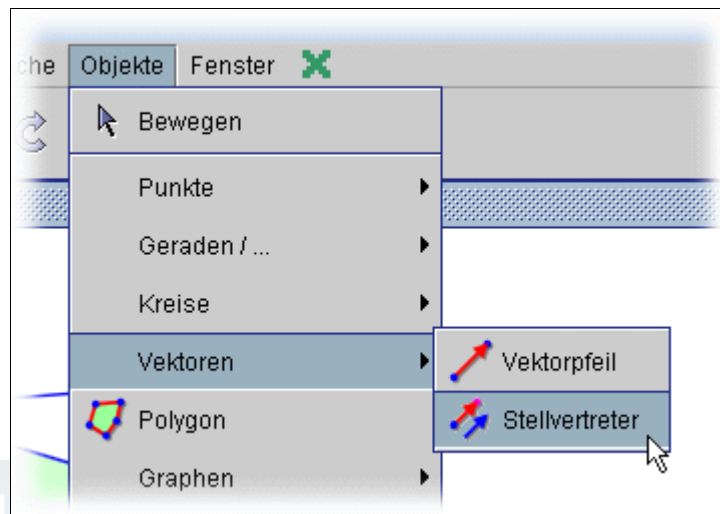 che Objekte Fenster
Bewegen
Punkte
Geraden / ...
Kreise
Vektoren
Vektorpfeil
Polygon
Stellvertreter
Graphen